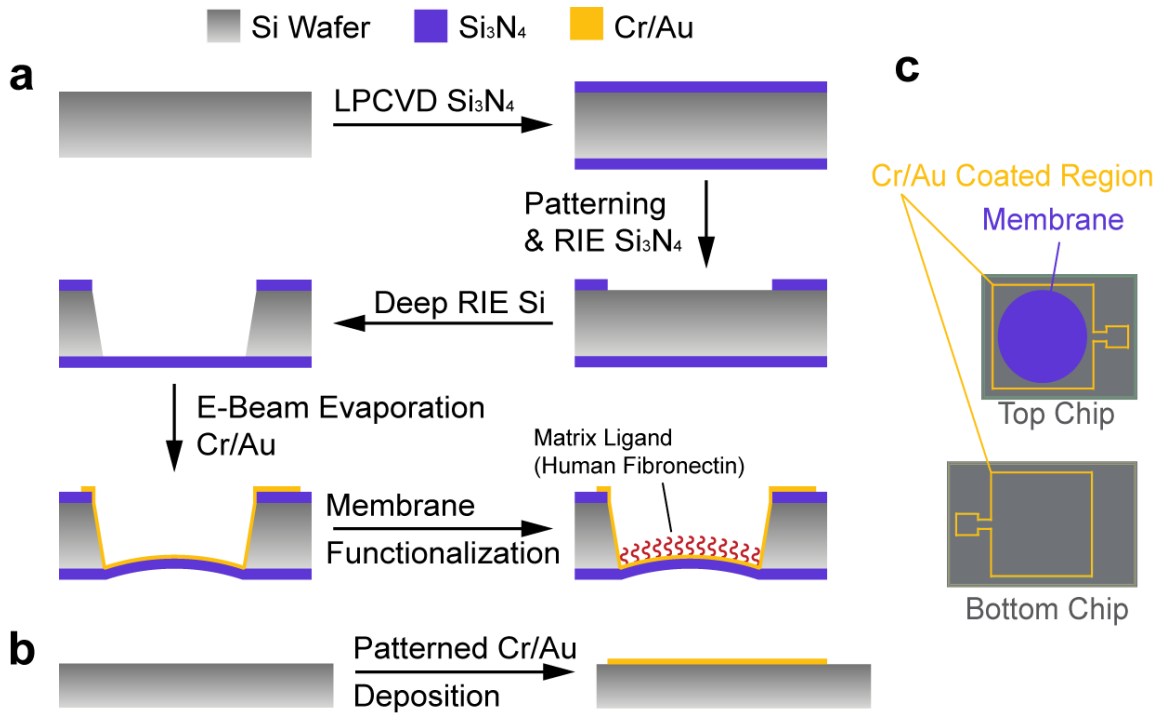 Si Wafer
Si₃N₄
Cr/Au
a
LPCVD Si₃N₄
Patterning
& RIE Si₃N₄
Deep RIE Si
E-Beam Evaporation
Cr/Au
Membrane
Functionalization
Matrix Ligand
(Human Fibronectin)
b
Patterned Cr/Au
Deposition
c
Cr/Au Coated Region
Membrane
Top Chip
Bottom Chip